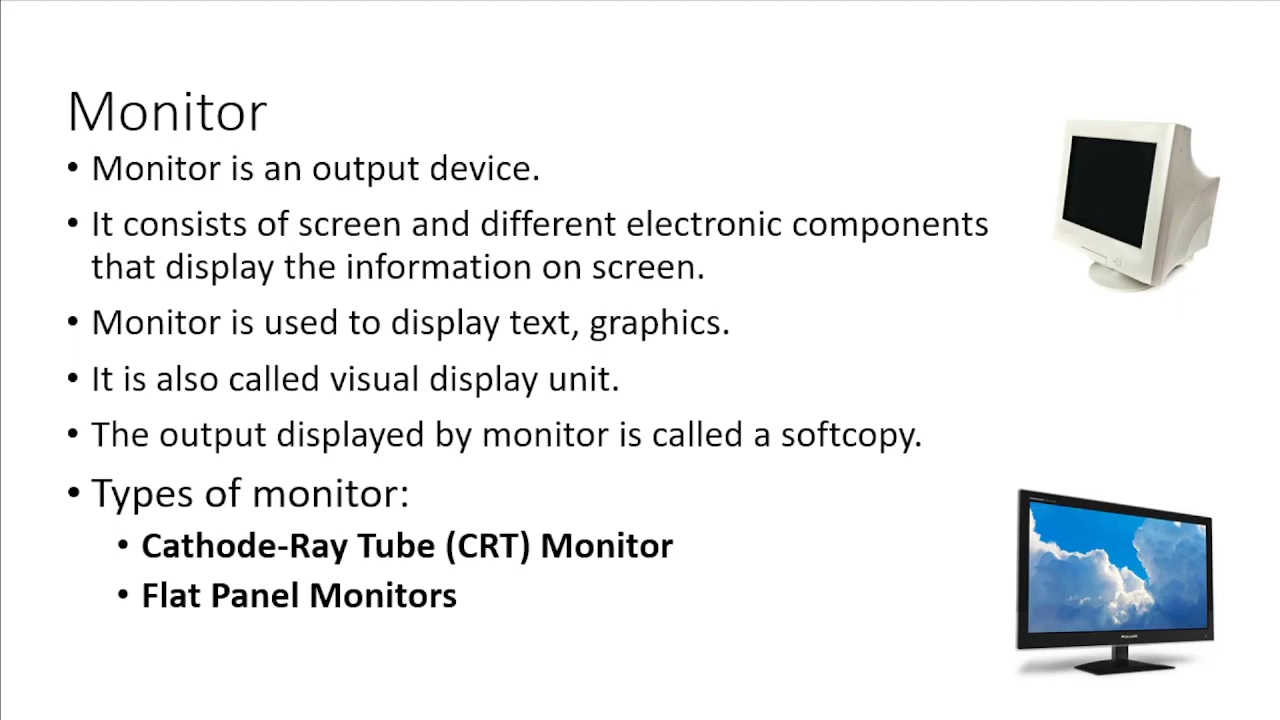 Monitor
• Monitor is an output device.
• It consists of screen and different electronic components
that display the information on screen.
• Monitor is used to display text, graphics.
• It is also called visual display unit.
• The output displayed by monitor is called a softcopy.
• Types of monitor:
• Cathode-Ray Tube (CRT) Monitor
• Flat Panel Monitors